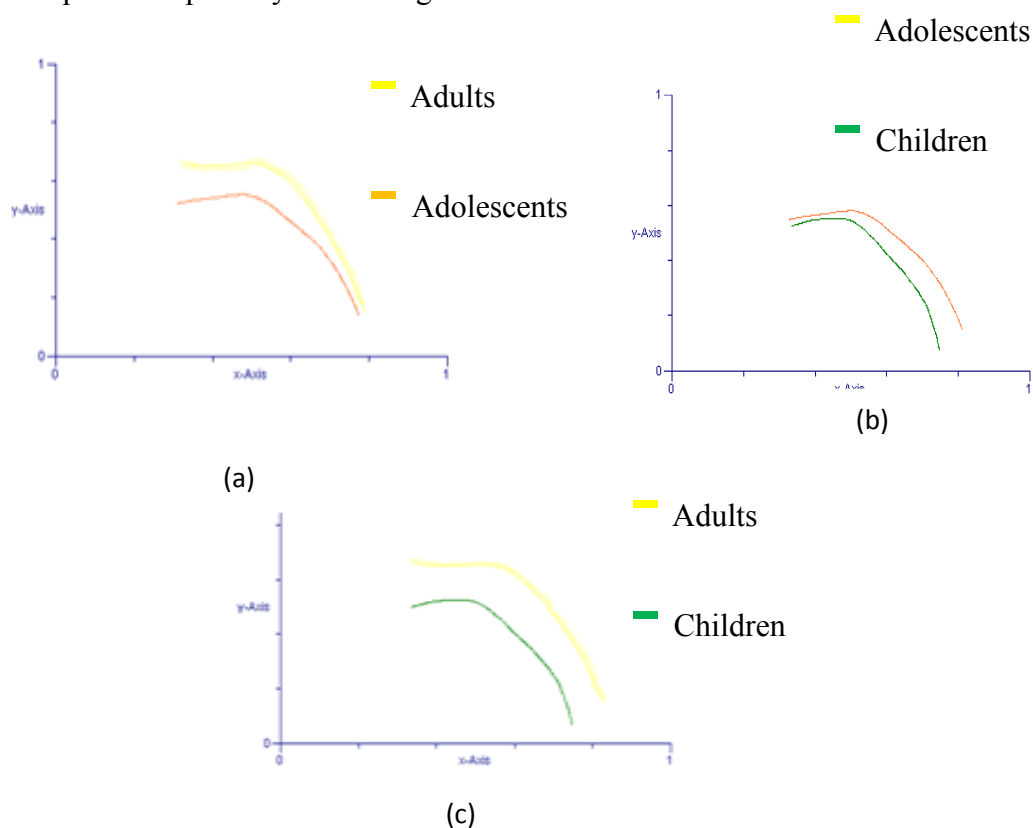 Adolescents
1
Adults
1
Children
Adolescents
y-Axis
y-Axis
0
0
x-Axis
1
0
0
x-Axis
1
(b)
(a)
Adults
y-Axis
Children
0
0
x-Axis
1
(c)